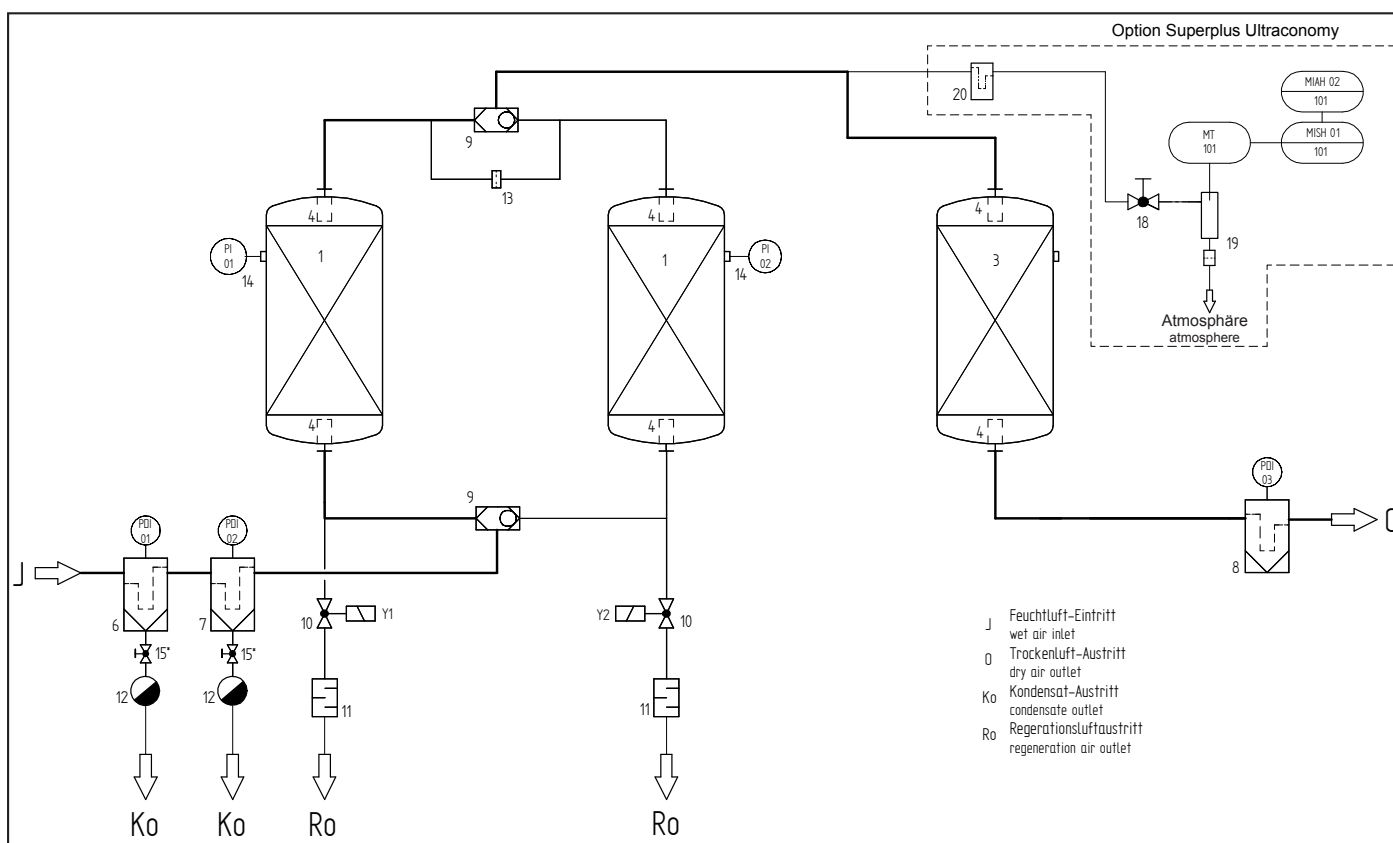 Option Superplus Ultraconomy
20
MIAH 02
101
MT
101
MISH 01
101
9
13
4
4
4
18
19
PI
01
14
1
1
14
PI
02
3
Atmosphäre
atmosphere
4
4
4
9
PDI
01
PDI
02
PDI
03
J
O
6
7
8
10
Y1
Y2
10
15*
15*
12
12
11
11
J Feuchtluft-Eintritt
wet air inlet
O Trockenluft-Austritt
dry air outlet
Ko Kondensat-Austritt
condensate outlet
Ro Regerationsluftaustritt
regeneration air outlet
Ko
Ko
Ro
Ro